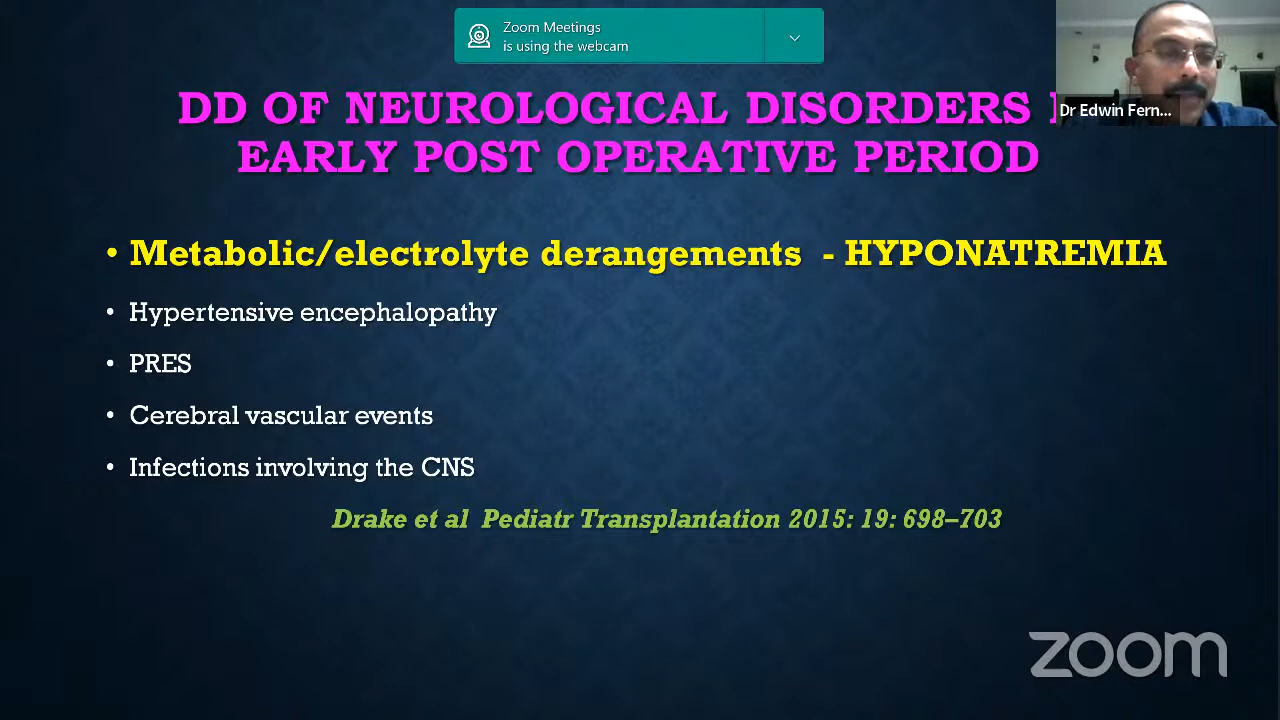 Zoom Meetings
is using the webcam
DD OF NEUROLOGICAL DISORDERS
EARLY POST OPERATIVE PERIOD
Dr Edwin Fern...
• Metabolic/electrolyte derangements - HYPONATREMIA
• Hypertensive encephalopathy
• PRES
• Cerebral vascular events
• Infections involving the CNS
Drake et al Pediatr Transplantation 2015: 19: 698–703
zoom